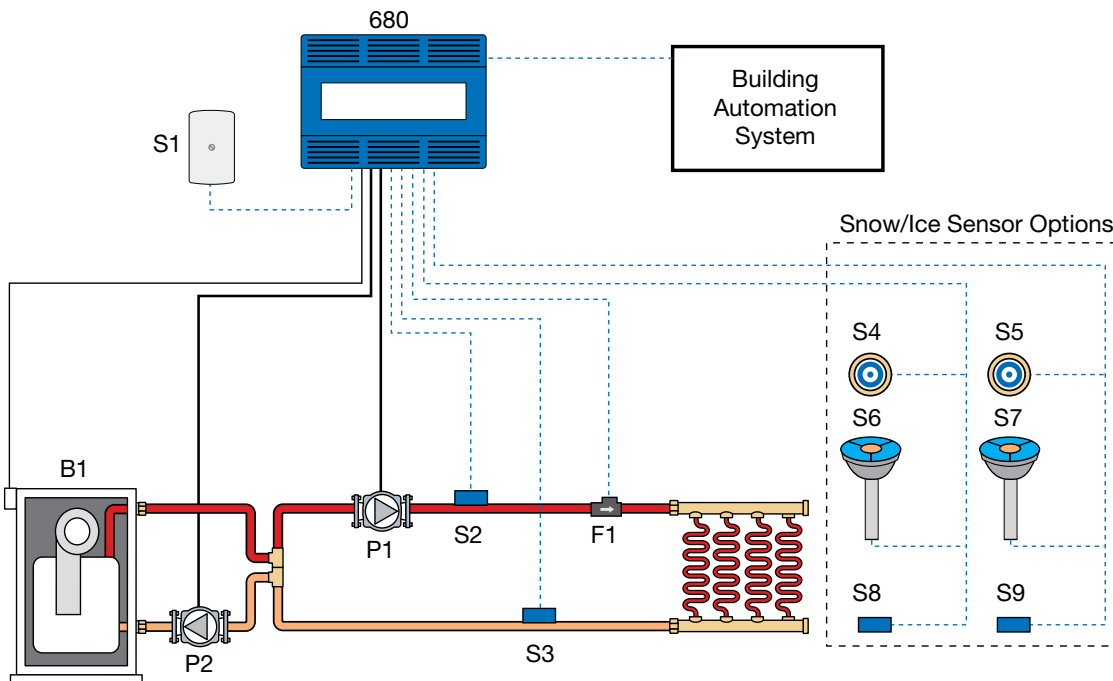 680
Building
Automation
System
S1
Snow/Ice Sensor Options
S4
S5
S6
S7
B1
P1
S2
F1
S8
S9
P2
S3